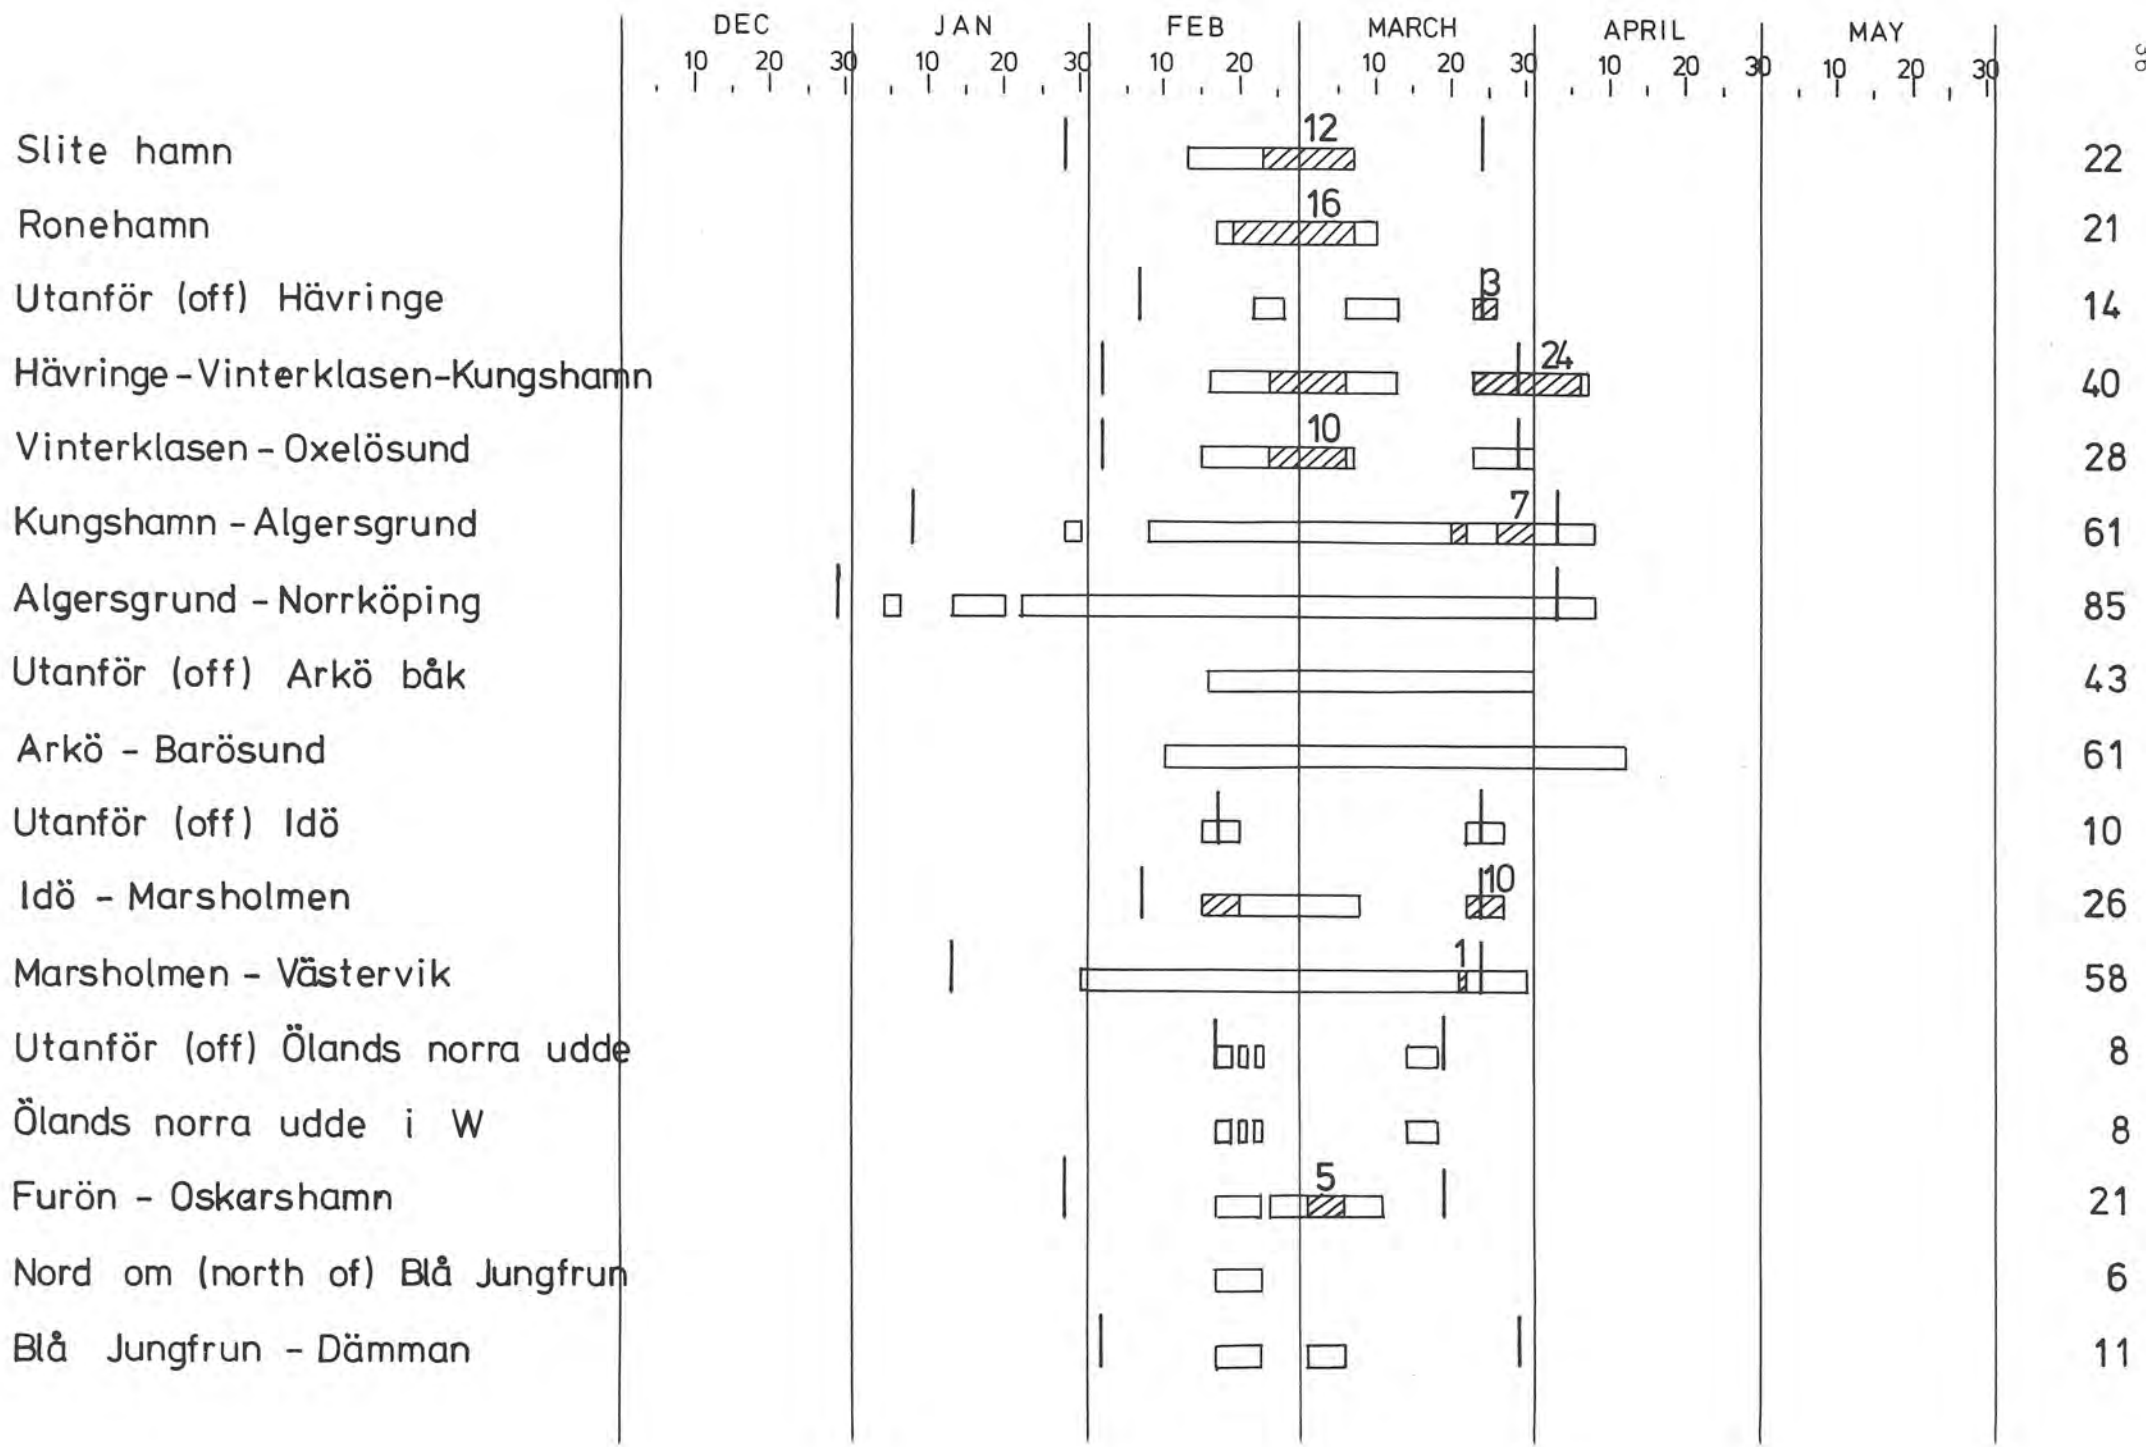 DEC JAN FEB MARCH APRIL MAY
10 20 30 10 20 30 10 20 10 20 30 10 20 30 10 20 30
36
Slite hamn 12 22
Ronehamn 16 21
Utanför (off) Hävringe 3 14
Hävringe-Vinterklasen-Kungshamn 24 40
Vinterklasen - Oxelösund 10 28
Kungshamn - Algersgrund 7 61
Algersgrund - Norrköping 85
Utanför (off) Arkö båk 43
Arkö - Barösund 61
Utanför (off) Idö 10
Idö - Marsholmen 10 26
Marsholmen - Västervik 1 58
Utanför (off) Ölands norra udde 8
Ölands norra udde i W 8
Furön - Oskarshamn 5 21
Nord om (north of) Blå Jungfrun 6
Blå Jungfrun - Dämman 11